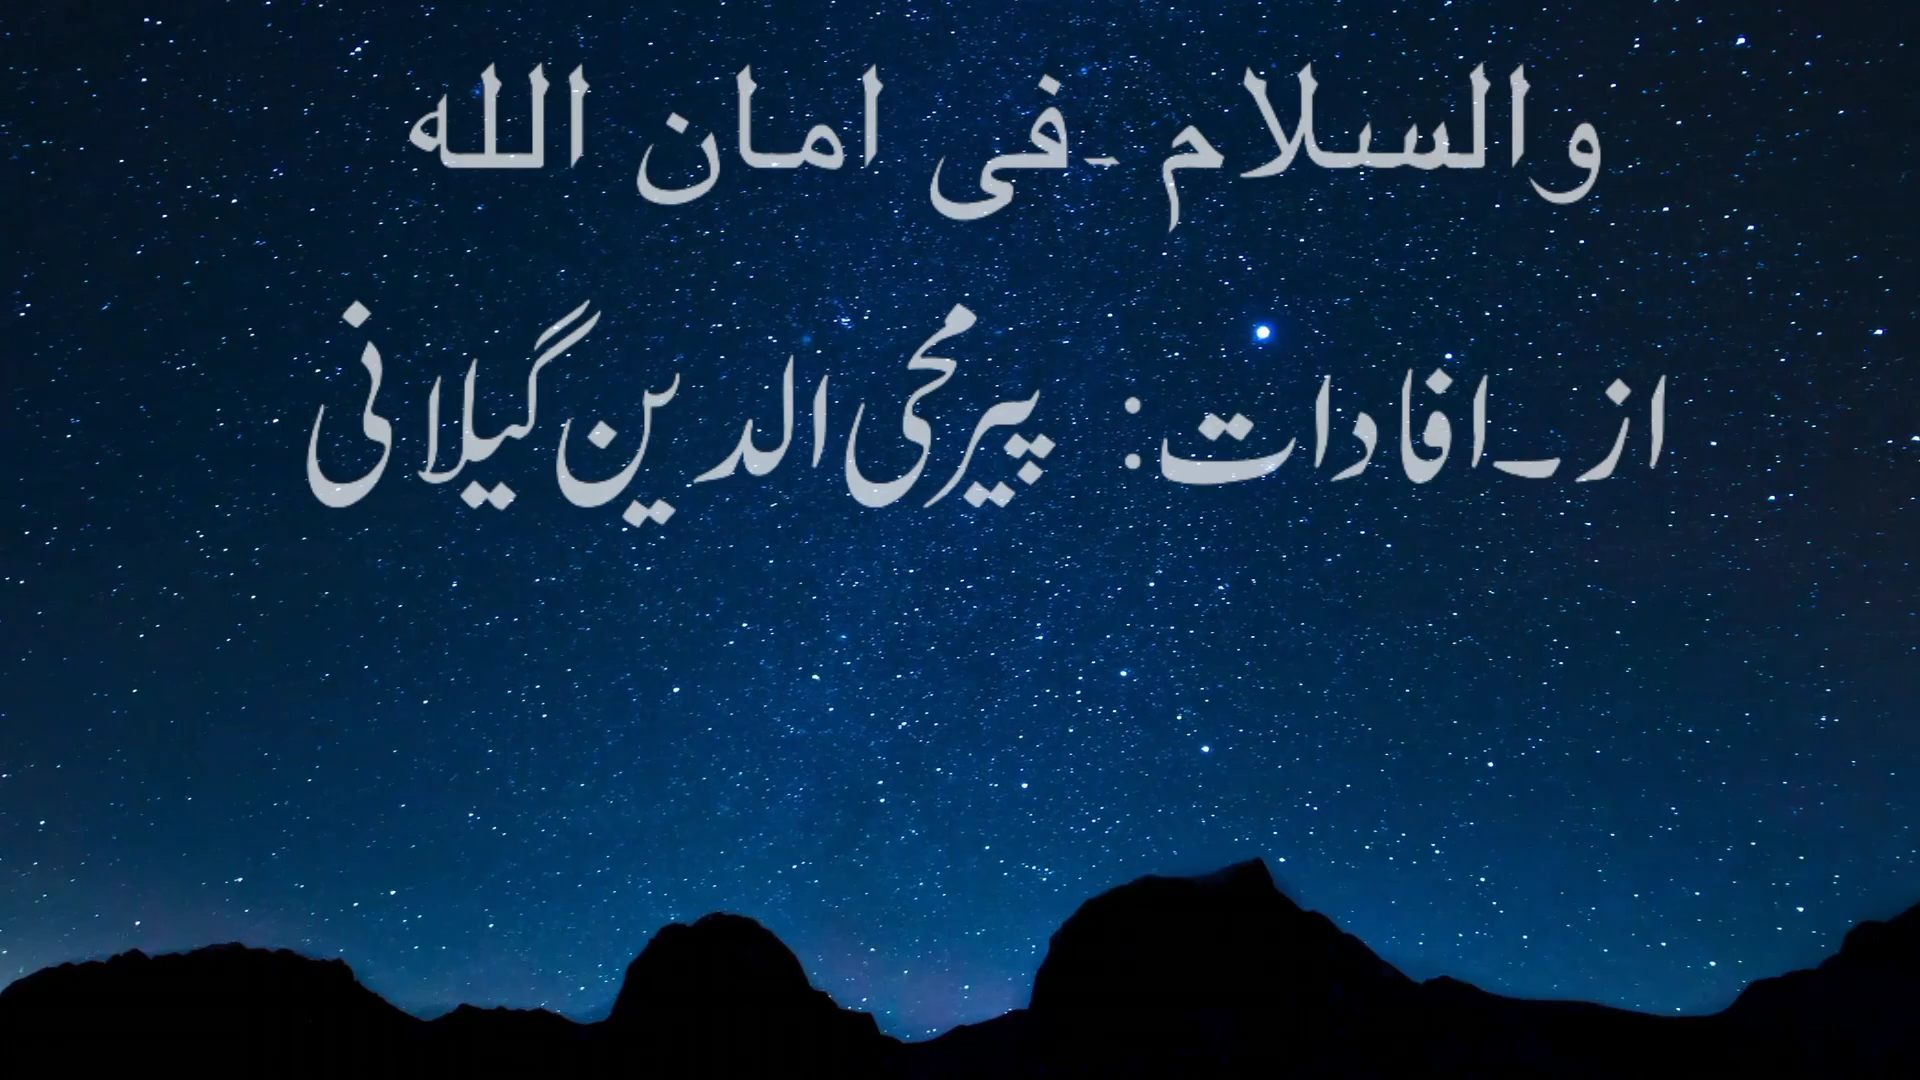 والسلام ۔فی امان اللہ
از۔افادات: پیر محی الدین گیلانی